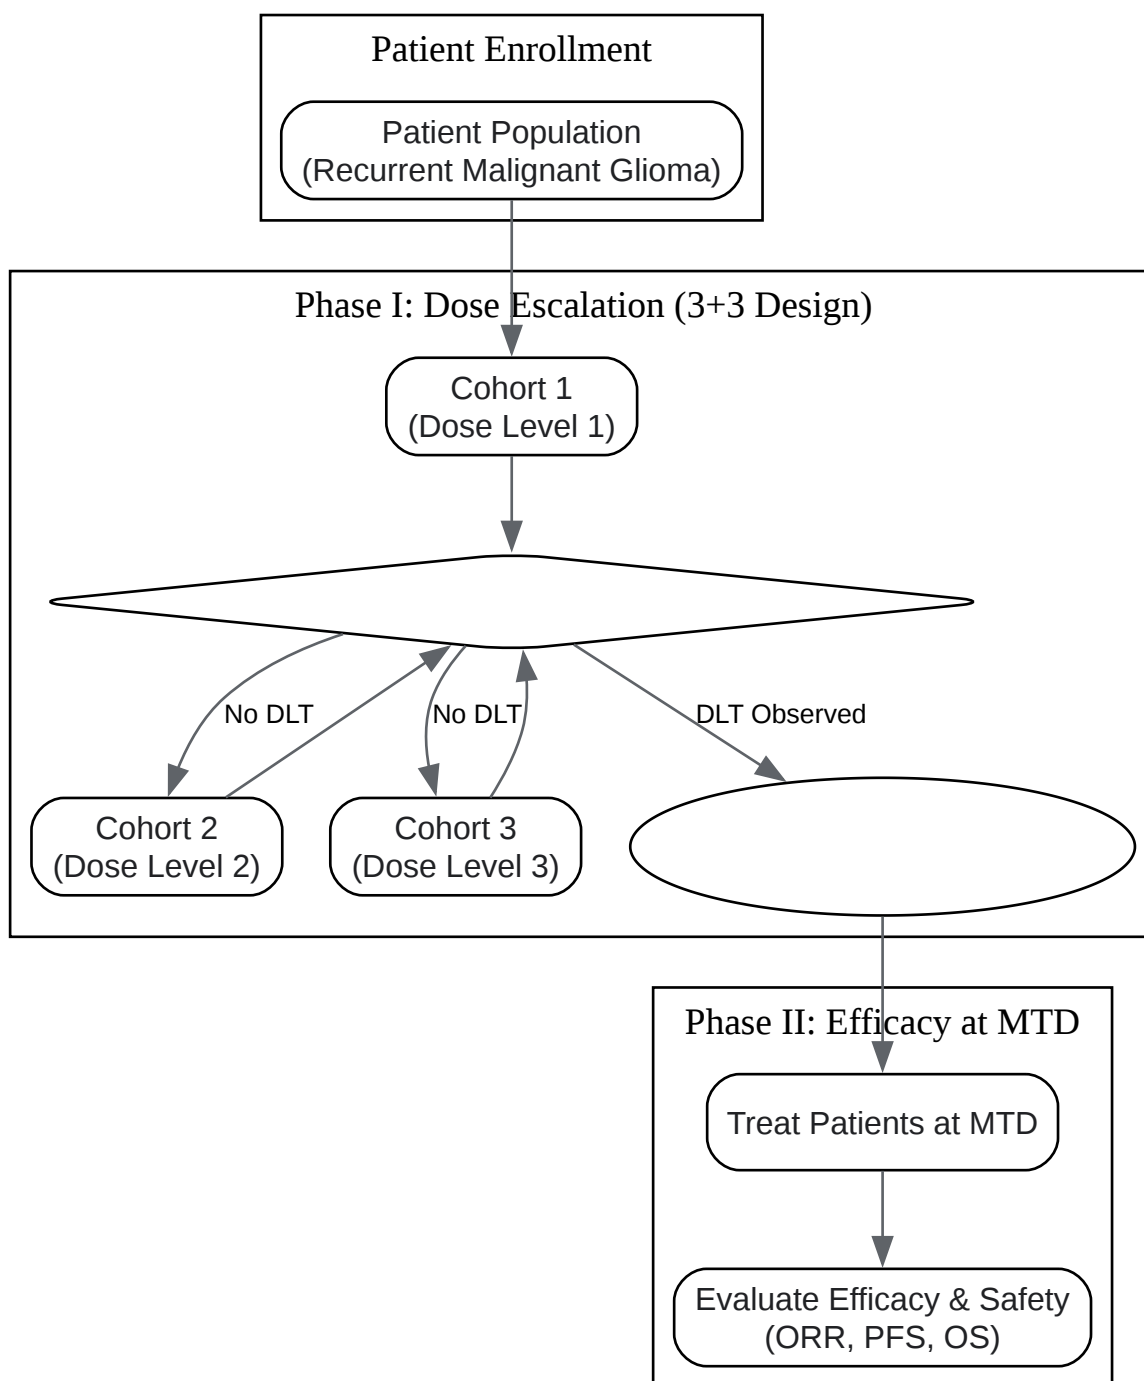 Patient Enrollment
Patient Population
(Recurrent Malignant Glioma)
Phase I: Dose Escalation (3+3 Design)
Cohort 1
(Dose Level 1)
No DLT
No DLT
DLT Observed
Cohort 2
(Dose Level 2)
Cohort 3
(Dose Level 3)
Phase II: Efficacy at MTD
Treat Patients at MTD
Evaluate Efficacy & Safety
(ORR, PFS, OS)